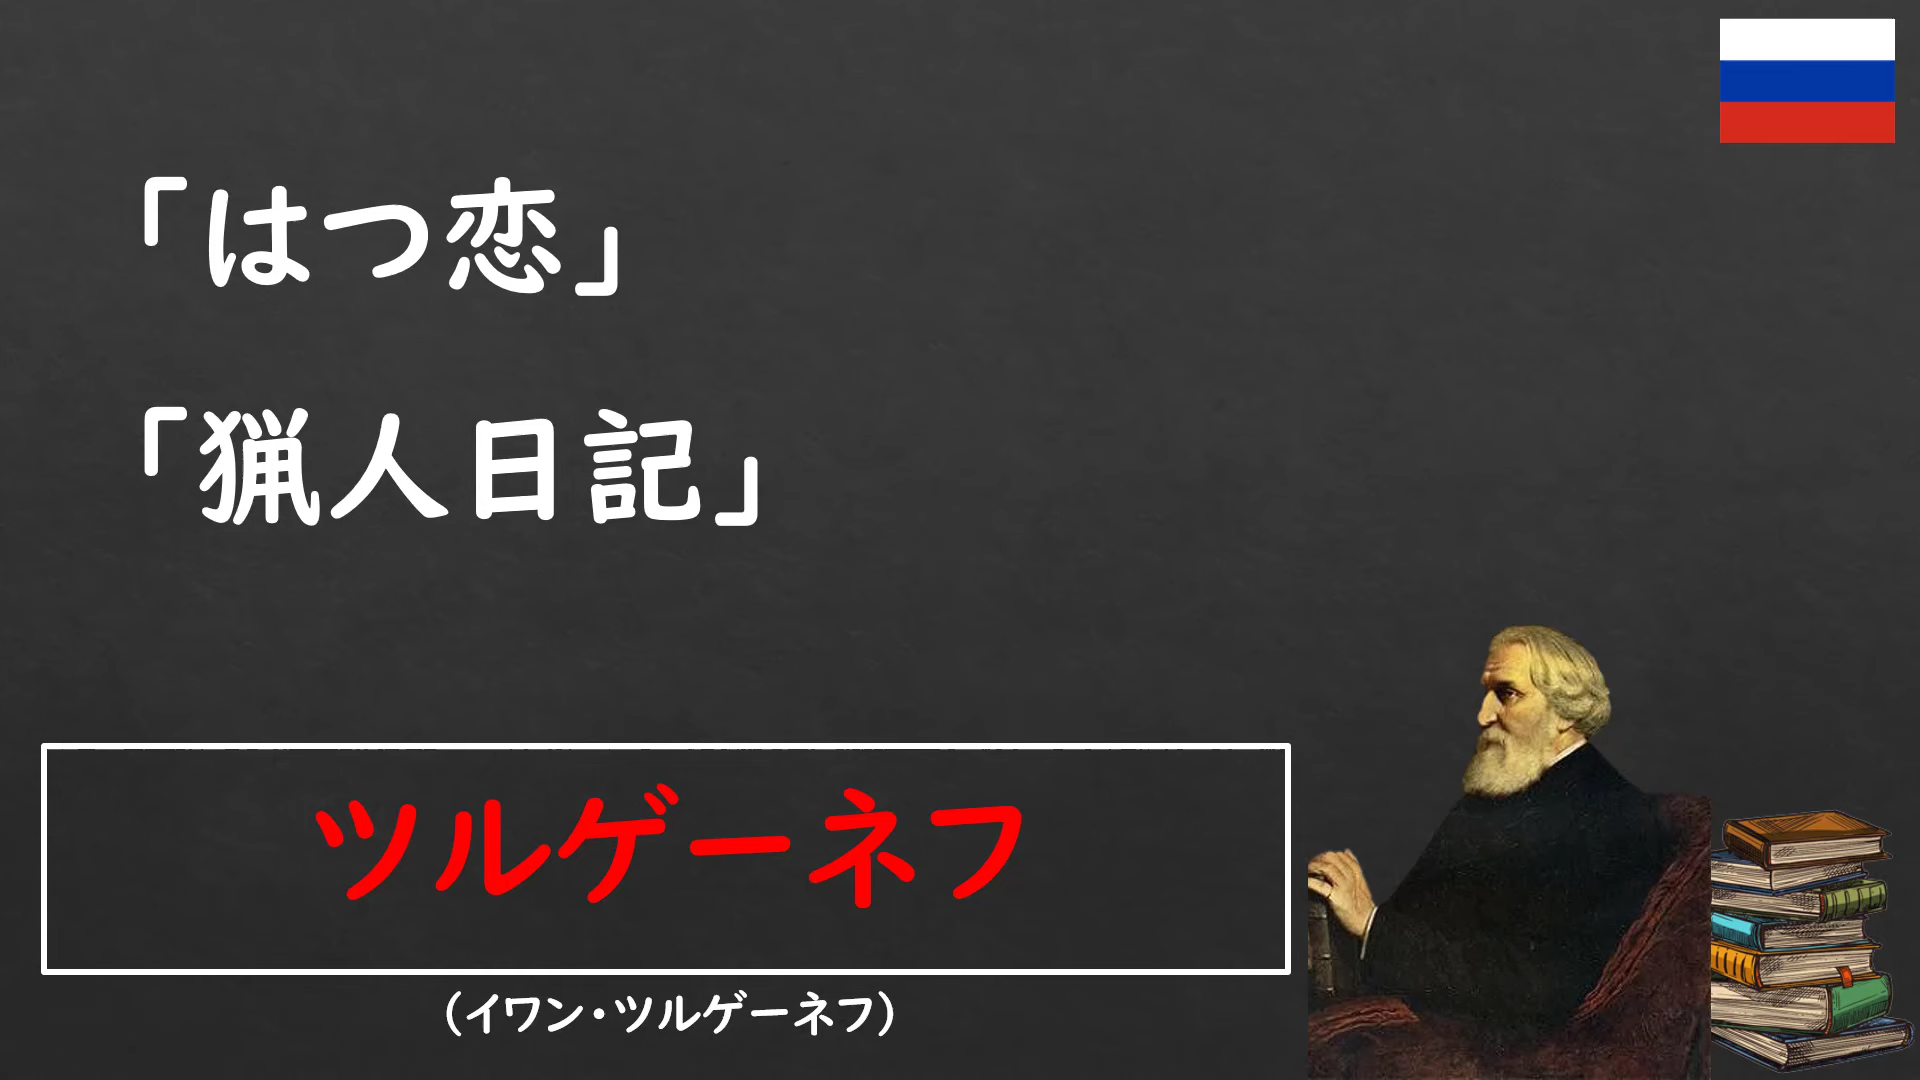 「はつ恋」
「猟人日記」
ツルゲーネフ
(イワン・ツルゲーネフ)